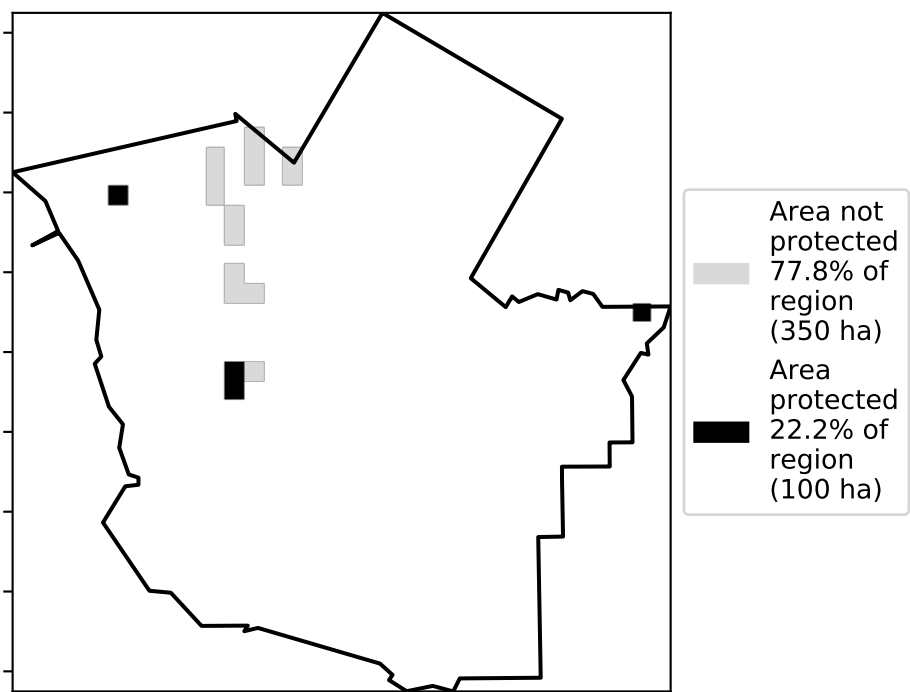 Area not
protected
77.8% of
region
(350 ha)
Area
protected
22.2% of
region
(100 ha)